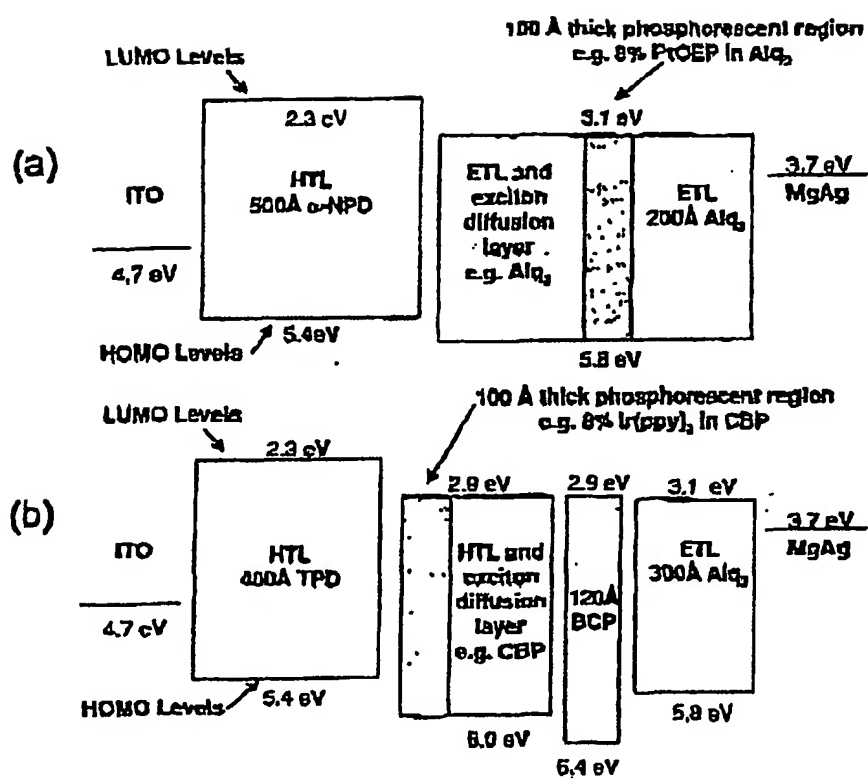 100 Å thick phosphorescent region
e.g. 8% PtOEP in Alq₃
LUMO Levels
2.3 eV
3.1 eV
(a)
ITO
HTL
500Å α-NPD
ETL and
exciton
diffusion
layer
e.g. Alq₃
ETL
200Å Alq₃
3.7 eV
MgAg
4.7 eV
HOMO Levels
5.4eV
5.8 eV
LUMO Levels
100 Å thick phosphorescent region
e.g. 8% Ir(ppy)₃ in CBP
2.3 eV
2.9 eV
2.9 eV
3.1 eV
(b)
ITO
HTL
400Å TPD
HTL and
exciton
diffusion
layer
e.g. CBP
120Å
BCP
ETL
300Å Alq₃
3.7 eV
MgAg
4.7 eV
HOMO Levels
5.4 eV
6.0 eV
6.4 eV
5.8 eV